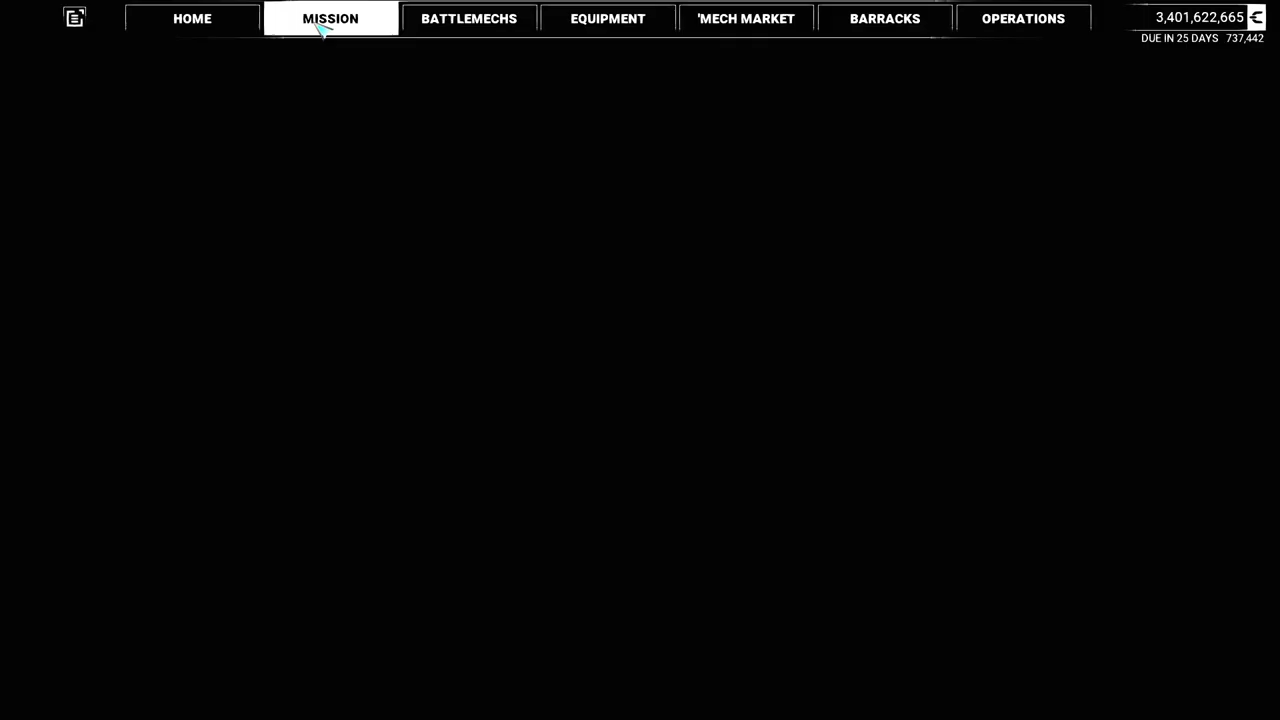 HOME
MISSION
BATTLEMECHS
EQUIPMENT
'MECH MARKET
BARRACKS
OPERATIONS
3,401,622,665
DUE IN 25 DAYS 737,442